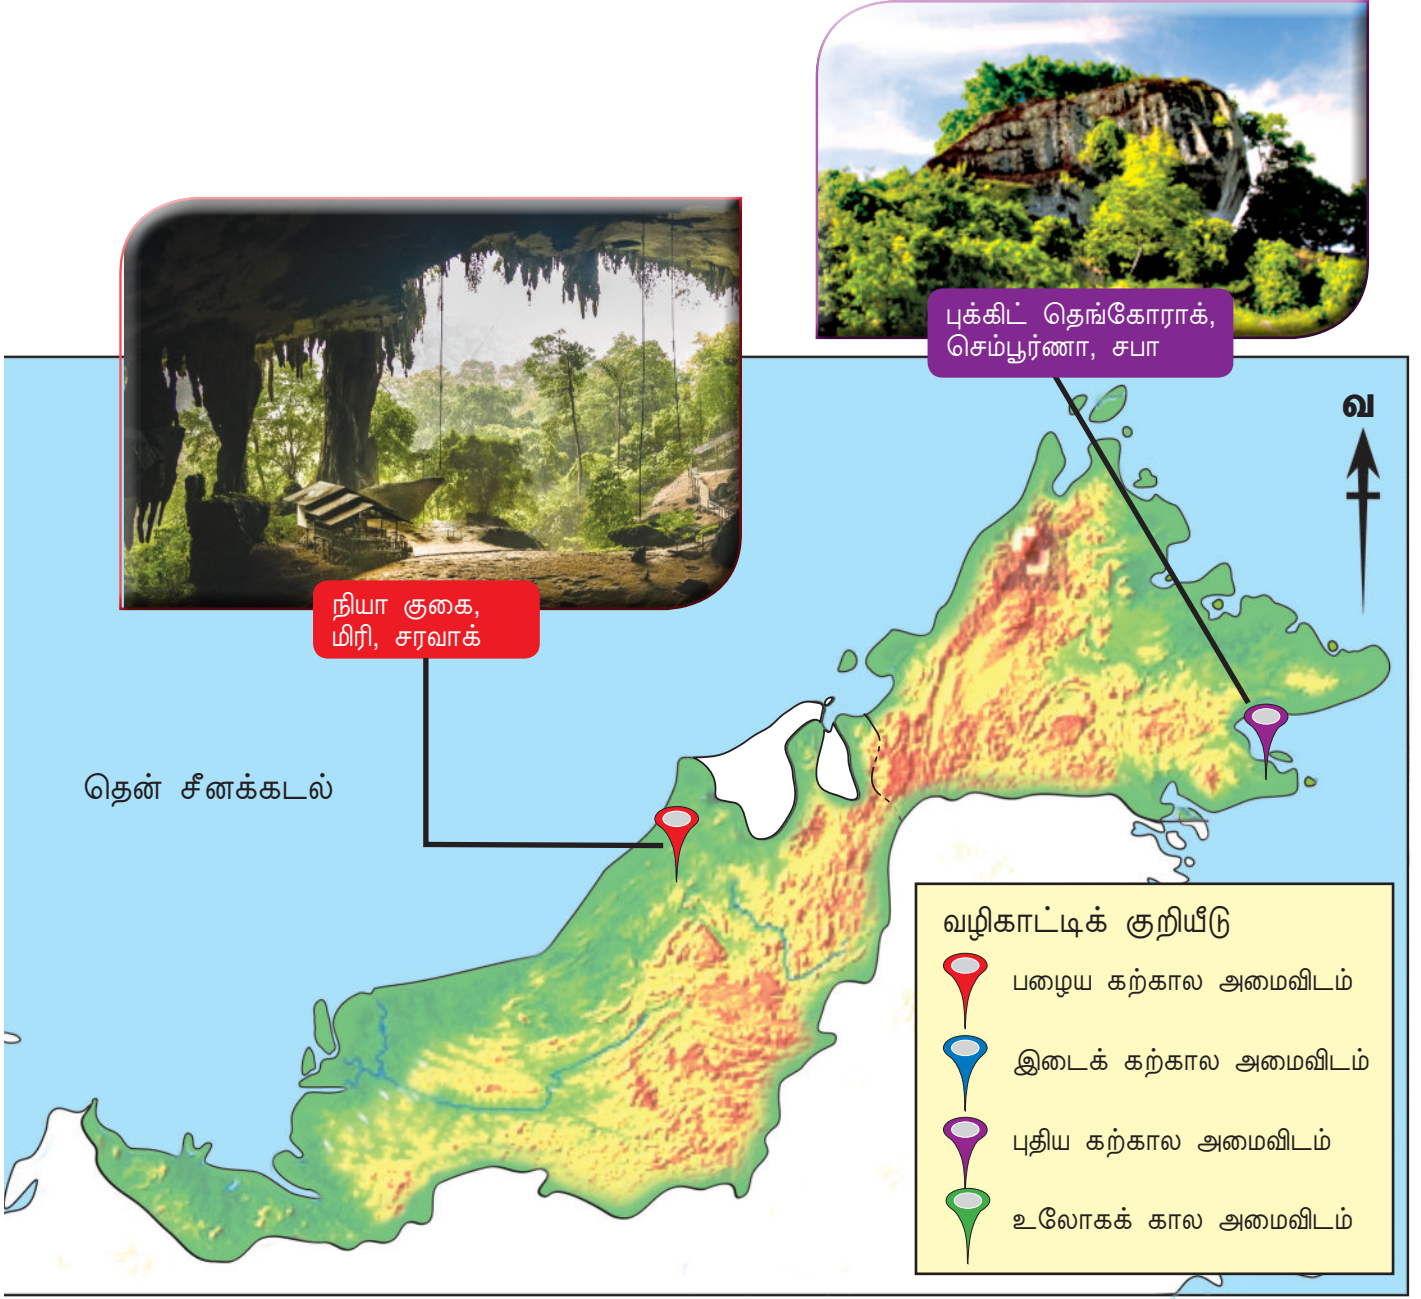 புக்கிட் தெங்கோராக்,
செம்பூர்ணா, சபா
வ
நியா குகை,
மிரி, சரவாக்
தென் சீனக்கடல்
வழிகாட்டிக் குறியீடு
பழைய கற்கால அமைவிடம்
இடைக் கற்கால அமைவிடம்
புதிய கற்கால அமைவிடம்
உலோகக் கால அமைவிடம்